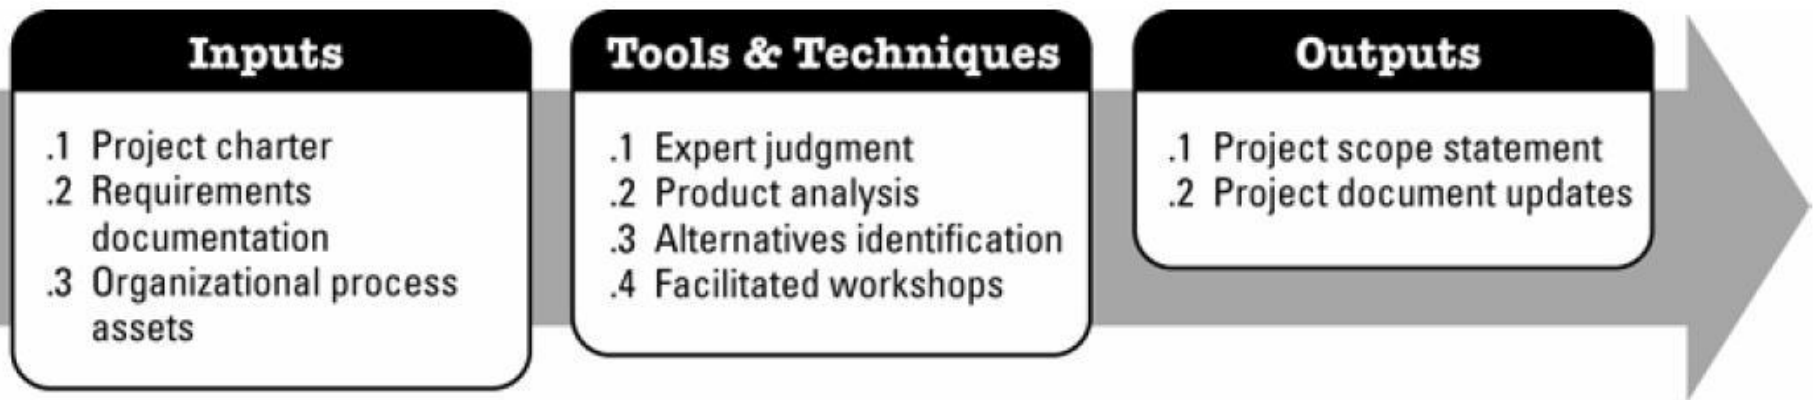 Inputs
.1 Project charter
.2 Requirements
documentation
.3 Organizational process
assets
Tools & Techniques
.1 Expert judgment
.2 Product analysis
.3 Alternatives identification
.4 Facilitated workshops
Outputs
.1 Project scope statement
.2 Project document updates